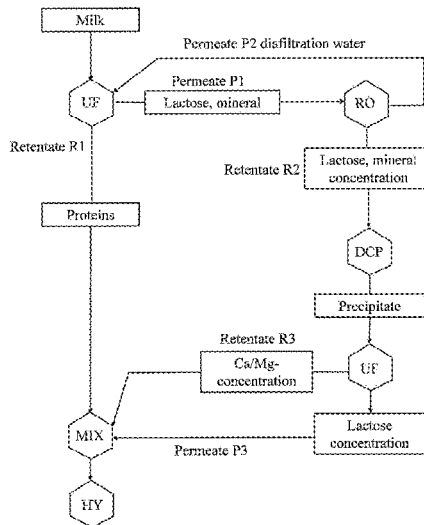 Milk
Permeate P2 disfiltration water
Permeate P1
UF
Lactose, mineral
RO
Retentate R1
Lactose, mineral
concentration
Retentate R2
Proteins
DCP
Precipitate
Retentate R3
Ca/Mg-
concentration
UF
Lactose
concentration
MIX
Permeate P3
HY